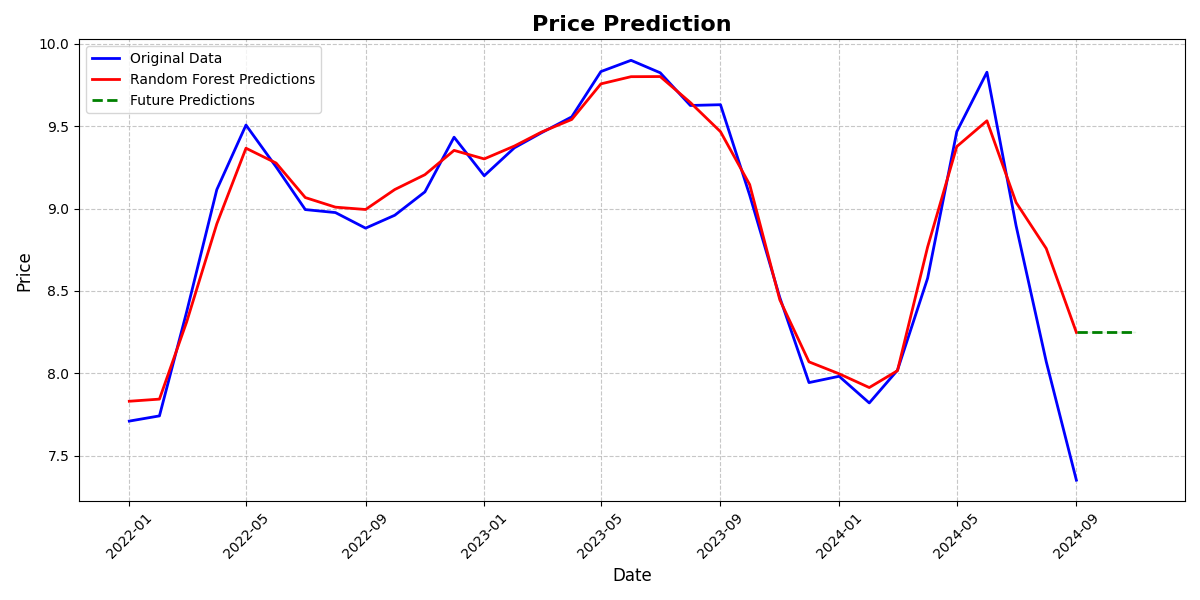 Price Prediction
Original Data
Random Forest Predictions
Future Predictions
Price
10.0
9.5
9.0
8.5
8.0
7.5
2022-01
2022-05
2022-09
2023-01
2023-05
2023-09
2024-01
2024-05
2024-09
Date